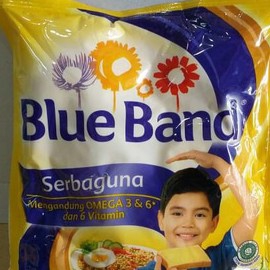 Blue Band
Serbaguna
Mengandung OMEGA 3 & 6*
dan 6 Vitamin